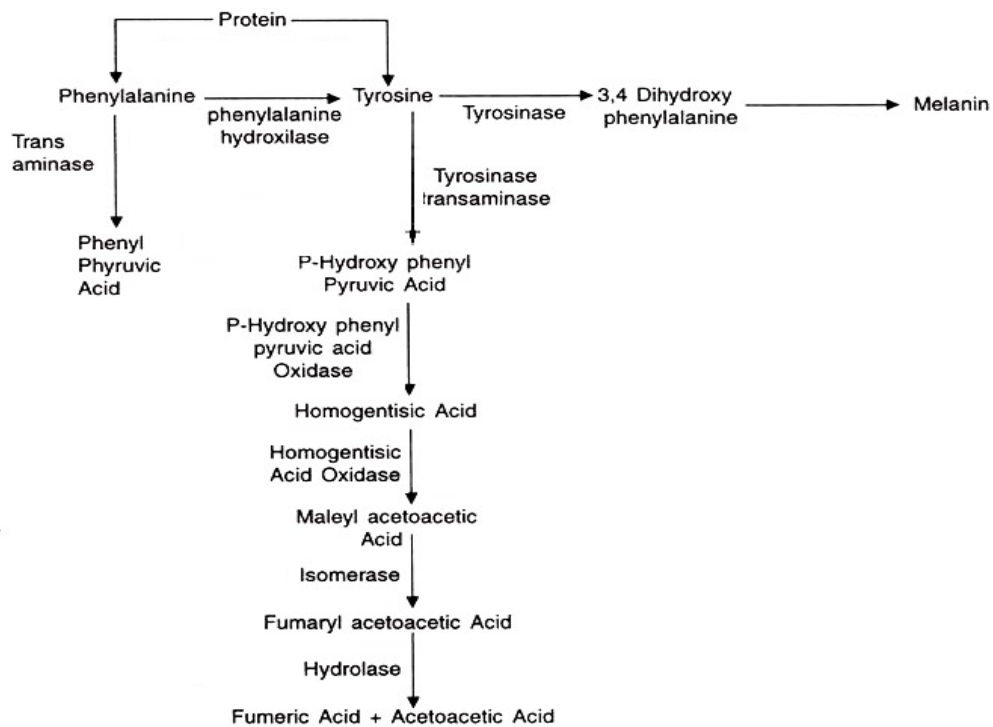 Protein
Phenylalanine
phenylalanine
hydroxilase
Tyrosine
Tyrosinase
3,4 Dihydroxy
phenylalanine
Melanin
Trans
aminase
Tyrosinase
transaminase
Phenyl
Phyruvic
Acid
P-Hydroxy phenyl
Pyruvic Acid
P-Hydroxy phenyl
pyruvic acid
Oxidase
Homogentisic Acid
Homogentisic
Acid Oxidase
Maleyl acetoacetic
Acid
Isomerase
Fumaryl acetoacetic Acid
Hydrolase
Fumeric Acid + Acetoacetic Acid